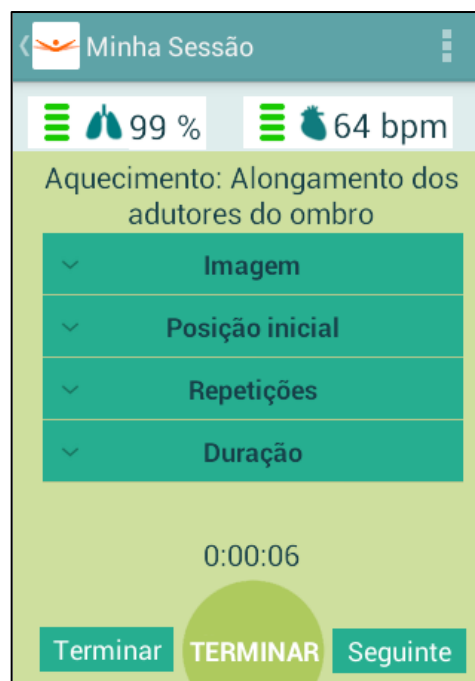 Minha Sessão
99 % 64 bpm
Aquecimento: Alongamento dos
adutores do ombro
Imagem
Posição inicial
Repetições
Duração
0:00:06
Terminar TERMINAR Seguinte